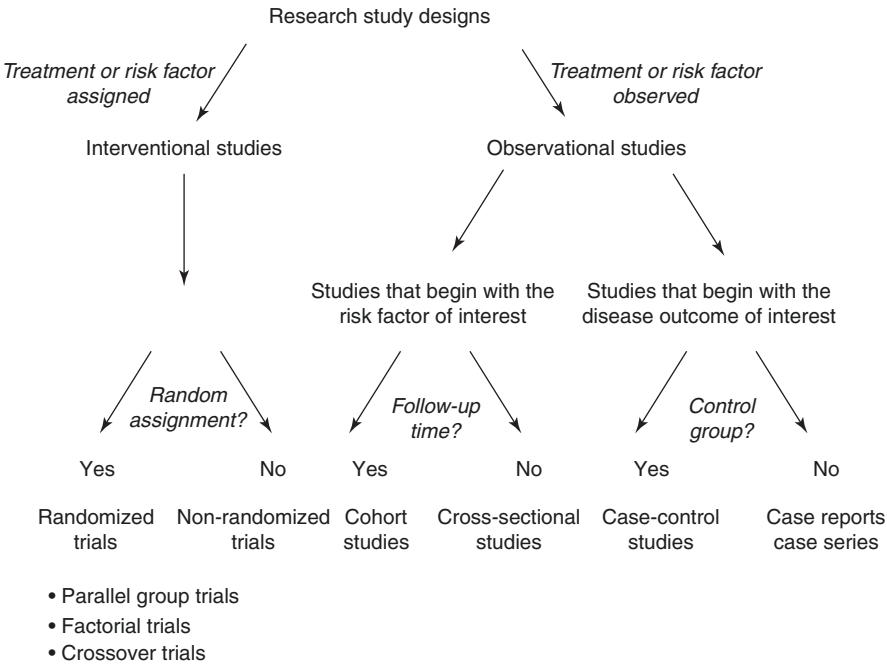 Research study designs
Treatment or risk factor
assigned
Treatment or risk factor
observed
Interventional studies
Observational studies
Studies that begin with the
risk factor of interest
Studies that begin with the
disease outcome of interest
Random
assignment?
Follow-up
time?
Control
group?
Yes
No
Yes
No
Yes
No
Randomized
trials
Non-randomized
trials
Cohort
studies
Cross-sectional
studies
Case-control
studies
Case reports
case series
• Parallel group trials
• Factorial trials
• Crossover trials